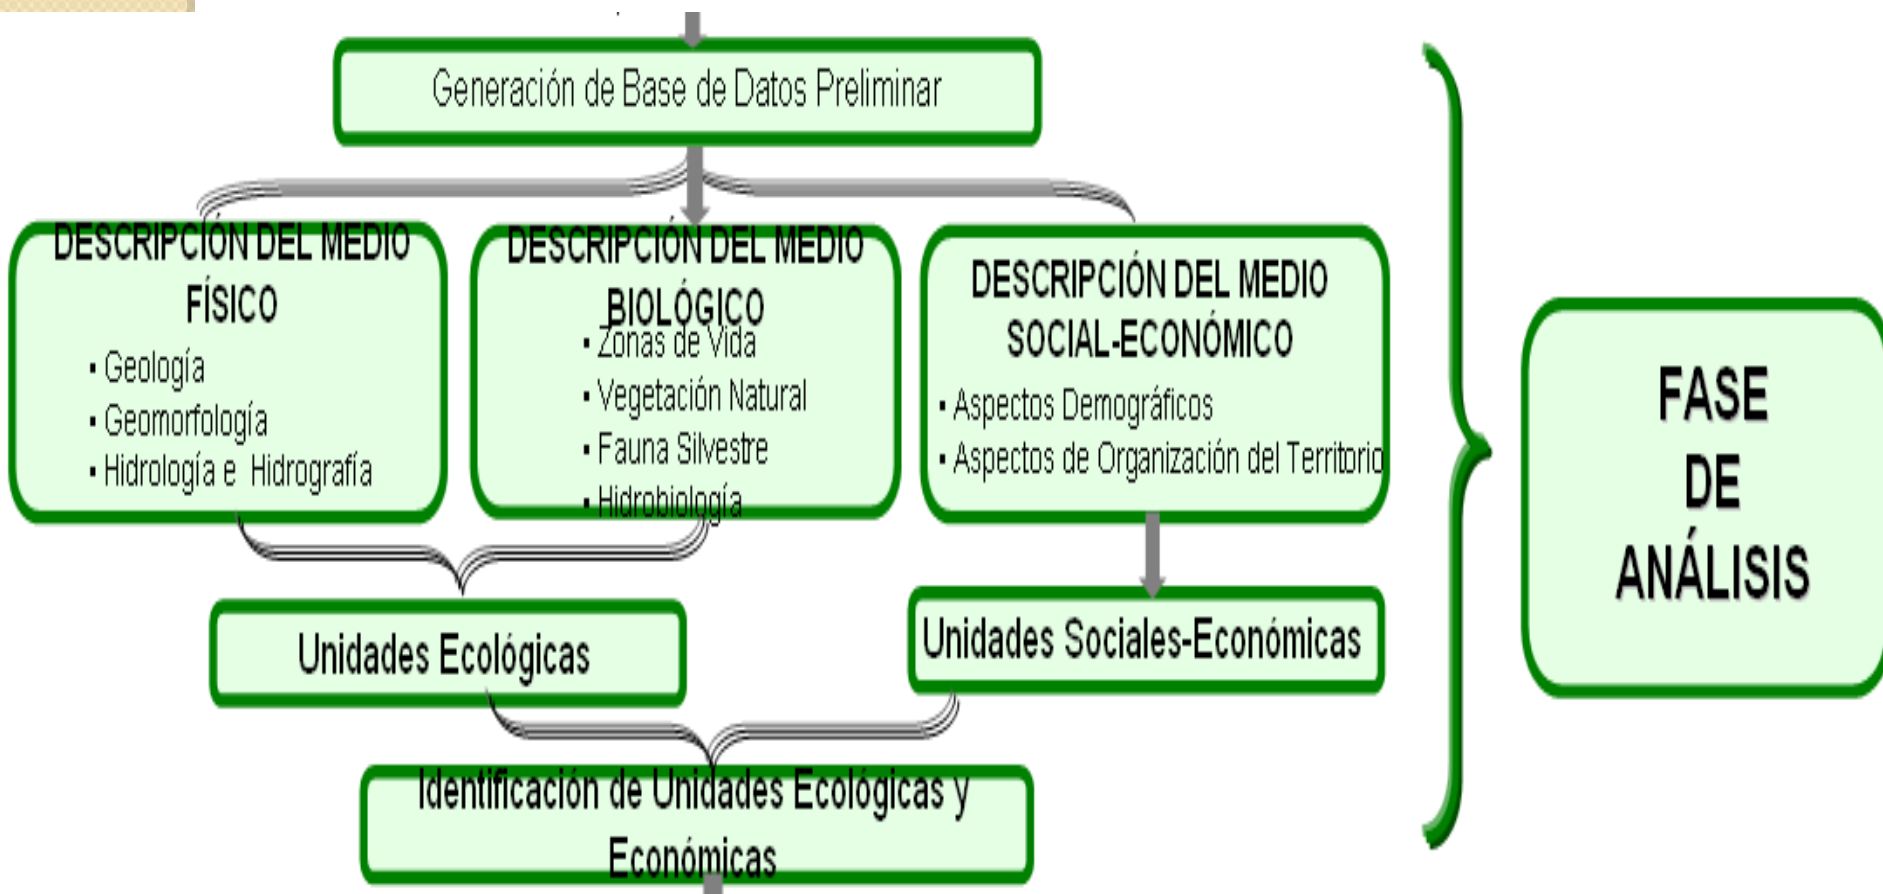 Generación de Base de Datos Preliminar
DESCRIPCIÓN DEL MEDIO
FÍSICO
▪ Geología
▪ Geomorfología
▪ Hidrología e Hidrografía
DESCRIPCIÓN DEL MEDIO
BIOLÓGICO
▪ Zonas de Vida
▪ Vegetación Natural
▪ Fauna Silvestre
▪ Hidrobiología
DESCRIPCIÓN DEL MEDIO
SOCIAL-ECONÓMICO
▪ Aspectos Demográficos
▪ Aspectos de Organización del Territorio
Unidades Ecológicas
Unidades Sociales-Económicas
Identificación de Unidades Ecológicas y
Económicas
FASE
DE
ANÁLISIS